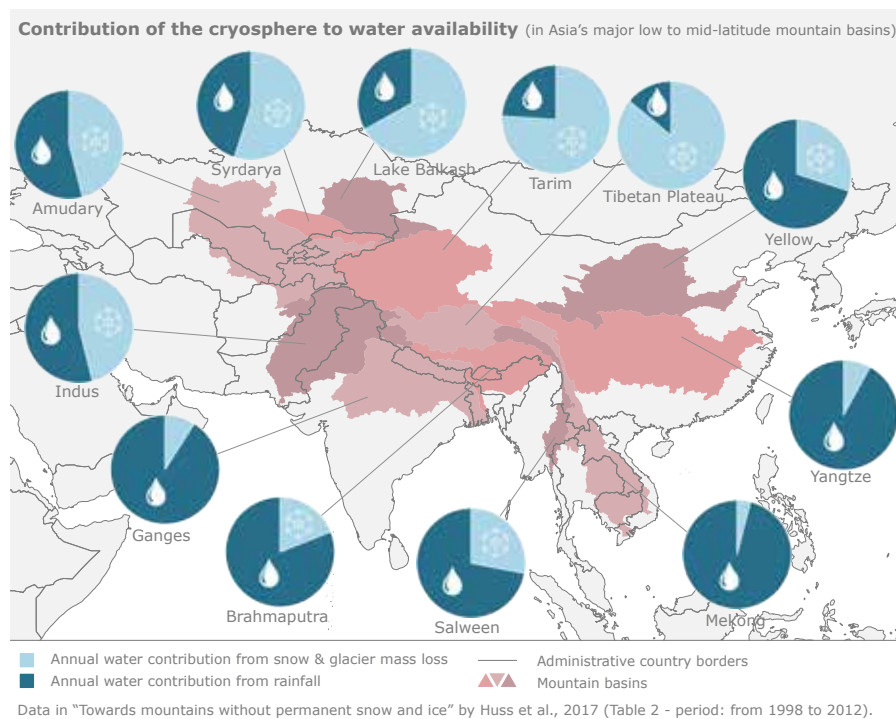 Contribution of the cryosphere to water availability (in Asia's major low to mid-latitude mountain basins)
Amudary
Syrdarya
Lake Balkash
Tarim
Tibetan Plateau
Yellow
Indus
Yangtze
Ganges
Brahmaputra
Salween
Mekong
Annual water contribution from snow & glacier mass loss
Annual water contribution from rainfall
Administrative country borders
Mountain basins
Data in "Towards mountains without permanent snow and ice" by Huss et al., 2017 (Table 2 - period: from 1998 to 2012).